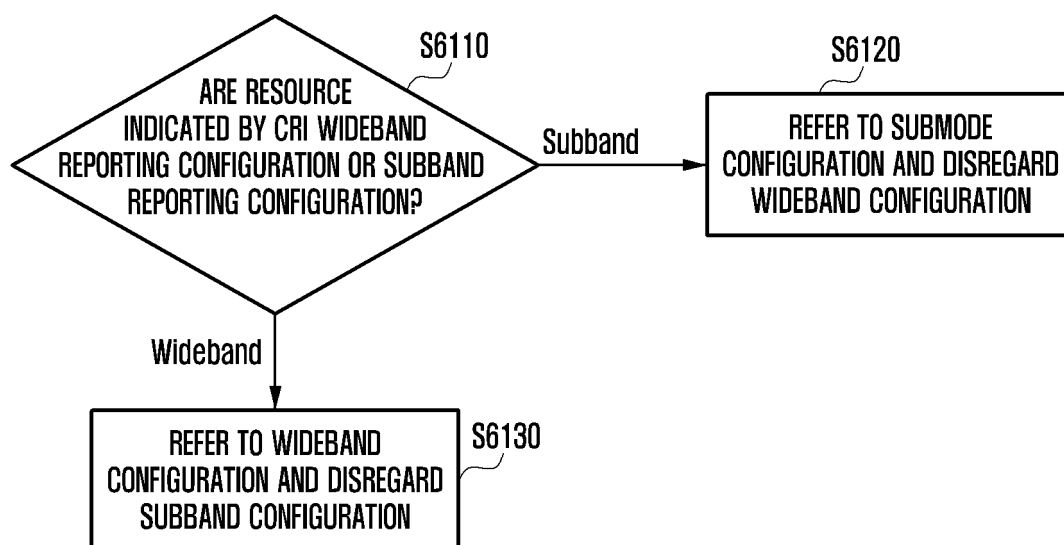 S6110
ARE RESOURCE
INDICATED BY CRI WIDEBAND
REPORTING CONFIGURATION OR SUBBAND
REPORTING CONFIGURATION?
Subband
S6120
REFER TO SUBMODE
CONFIGURATION AND DISREGARD
WIDEBAND CONFIGURATION
Wideband
S6130
REFER TO WIDEBAND
CONFIGURATION AND DISREGARD
SUBBAND CONFIGURATION